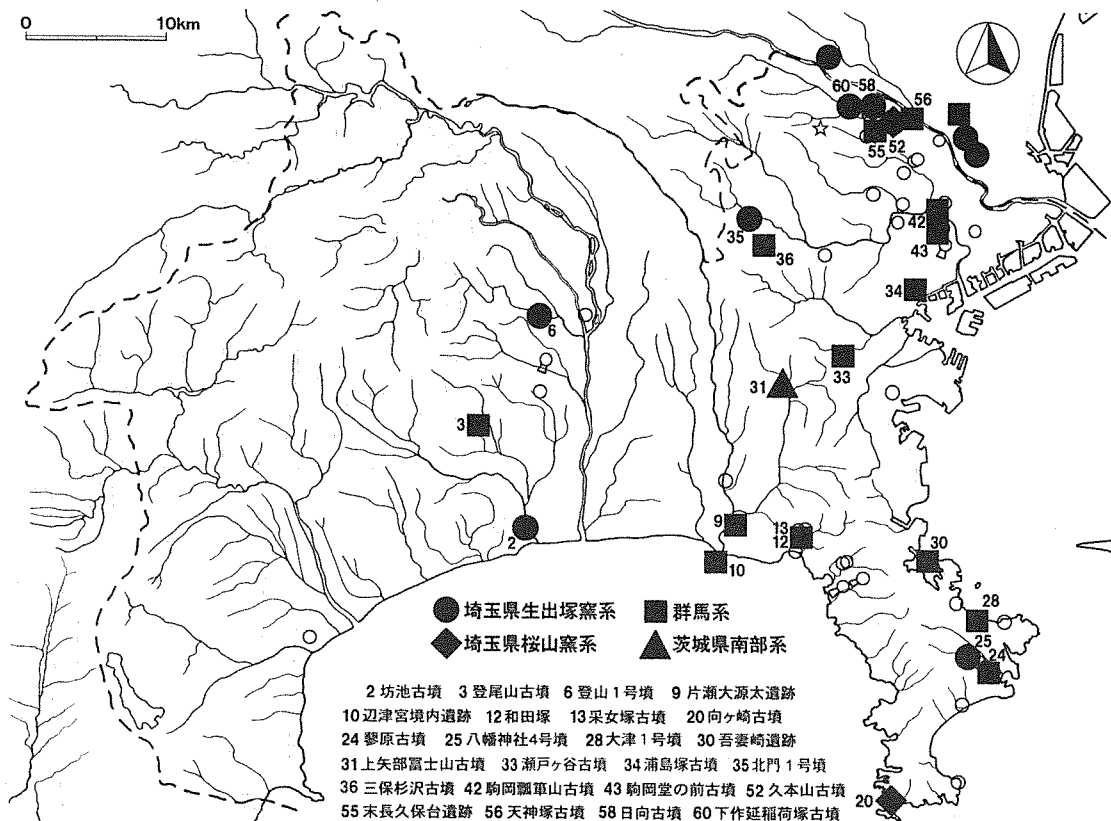 0 10km
60 58 56
52
55
35
42
36
43
34
6
33
31
3
9 13
12
2
10
30
28
25
24
20
●埼玉県生出塚窯系 ■群馬系
◆埼玉県桜山窯系 ▲茨城県南部系
2 坊池古墳 3 登尾山古墳 6 登山1号墳 9 片瀬大源太遺跡
10 辺津宮境内遺跡 12 和田塚 13 采女塚古墳 20 向ヶ崎古墳
24 蓼原古墳 25 八幡神社4号墳 28 大津1号墳 30 吾妻崎遺跡
31 上矢部富士山古墳 33 瀬戸ヶ谷古墳 34 浦島塚古墳 35 北門1号墳
36 三保杉沢古墳 42 駒岡瓢箪山古墳 43 駒岡堂の前古墳 52 久本山古墳
55 末長久保台遺跡 56 天神塚古墳 58 日向古墳 60 下作延稲荷塚古墳